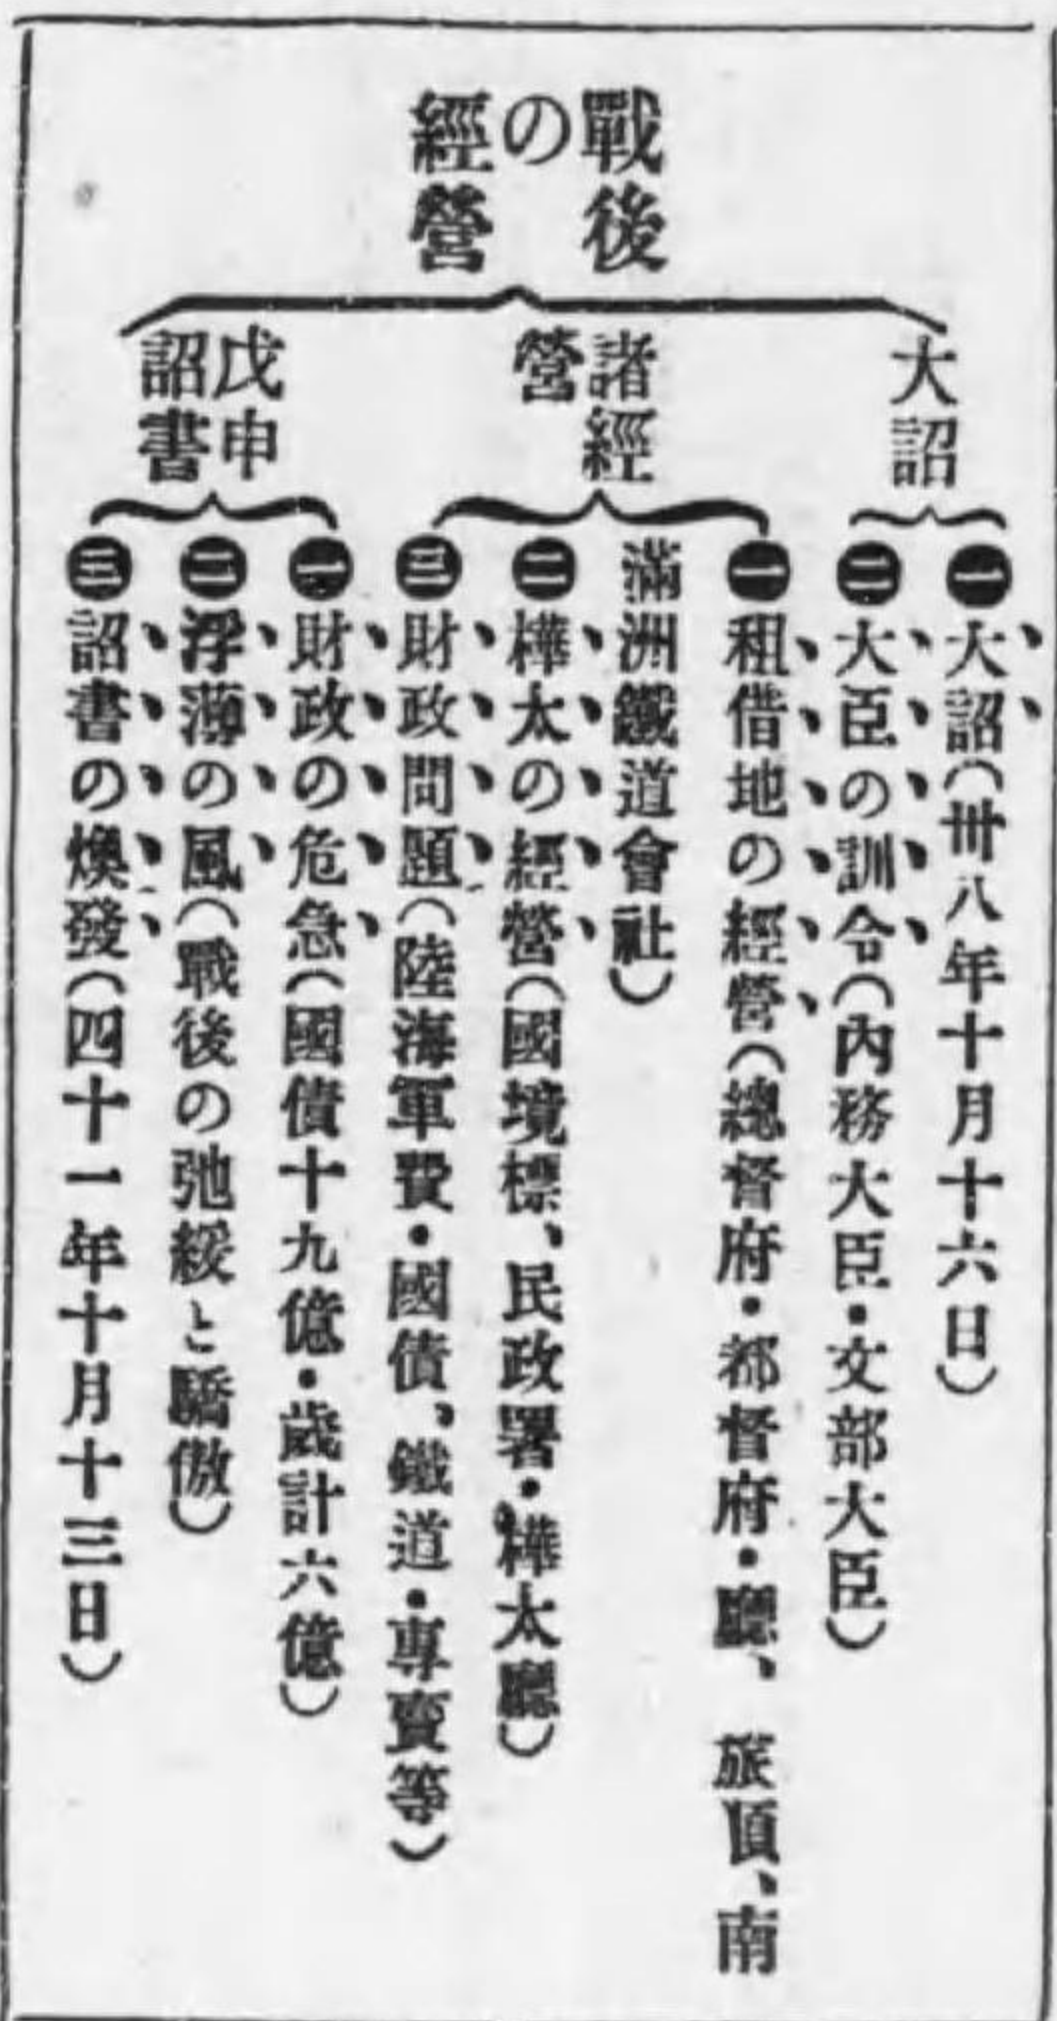 戰後
の
經營
大詔
㊀大詔(卅八年十月十六日)
㊁大臣の訓令(內務大臣・文部大臣)
諸經
營
㊀租借地の經營(總督府・都督府・廳、旅順、南
滿洲鐵道會社)
㊁樺太の經營(國境標、民政署・樺太廳)
㊂財政問題(陸海軍費・國債、鐵道・專賣等)
戊申
詔書
㊀財政の危急(國債十九億・歲計六億)
㊁浮薄の風(戰後の弛緩と驕傲)
㊂詔書の煥發(四十一年十月十三日)